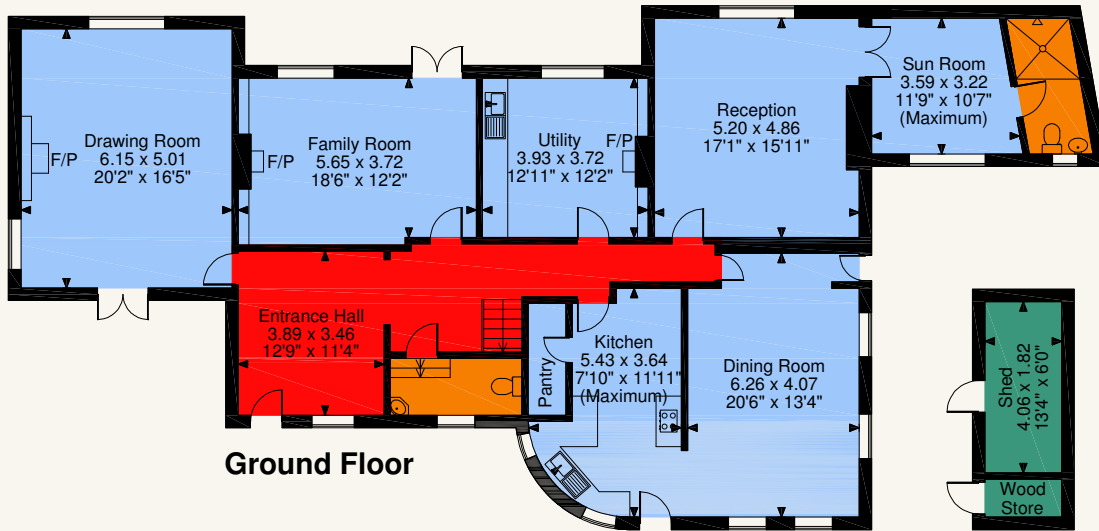 Drawing Room
6.15 x 5.01
20'2" x 16'5"
F/P
Family Room
5.65 x 3.72
18'6" x 12'2"
F/P
Utility
3.93 x 3.72
12'11" x 12'2"
F/P
Reception
5.20 x 4.86
17'1" x 15'11"
Sun Room
3.59 x 3.22
11'9" x 10'7"
(Maximum)
Entrance Hall
3.89 x 3.46
12'9" x 11'4"
Pantry
Kitchen
5.43 x 3.64
7'10" x 11'11"
(Maximum)
Dining Room
6.26 x 4.07
20'6" x 13'4"
Shed
4.06 x 1.82
13'4" x 6'0"
Wood
Store
Ground Floor